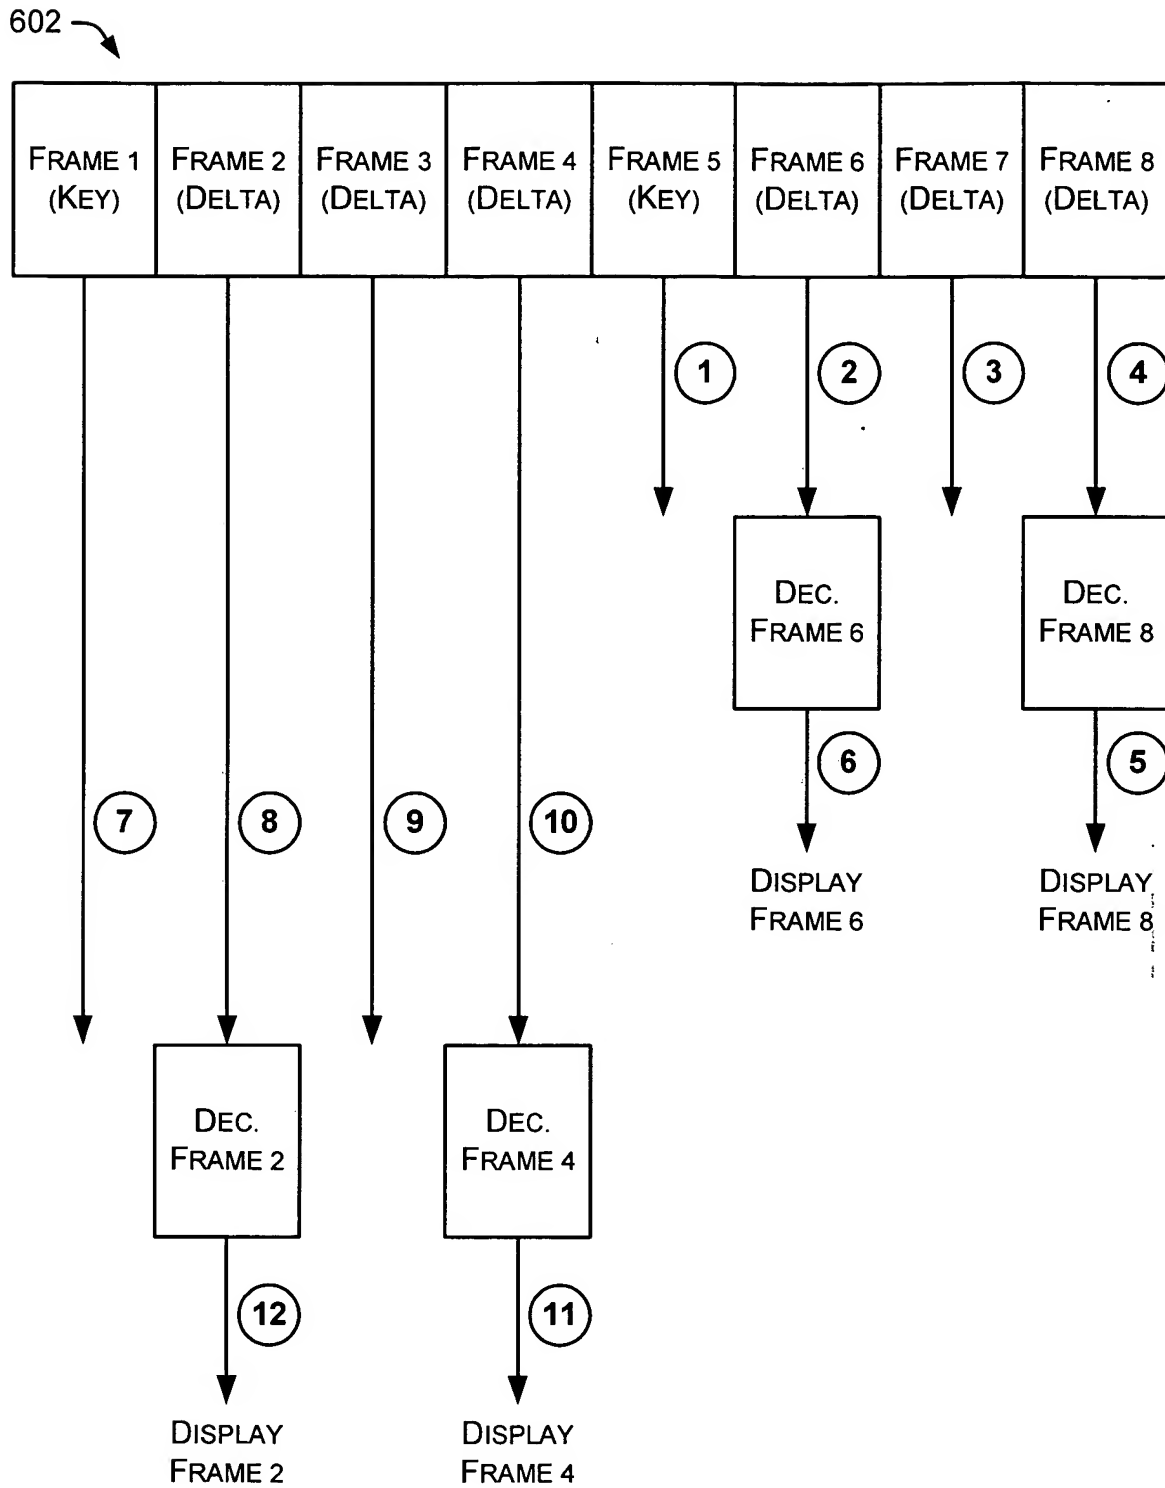 602
FRAME 1
(KEY)
FRAME 2
(DELTA)
FRAME 3
(DELTA)
FRAME 4
(DELTA)
FRAME 5
(KEY)
FRAME 6
(DELTA)
FRAME 7
(DELTA)
FRAME 8
(DELTA)
1
2
3
4
DEC.
FRAME 6
DEC.
FRAME 8
6
5
7
8
9
10
DISPLAY
FRAME 6
DISPLAY
FRAME 8
DEC.
FRAME 2
DEC.
FRAME 4
12
11
DISPLAY
FRAME 2
DISPLAY
FRAME 4